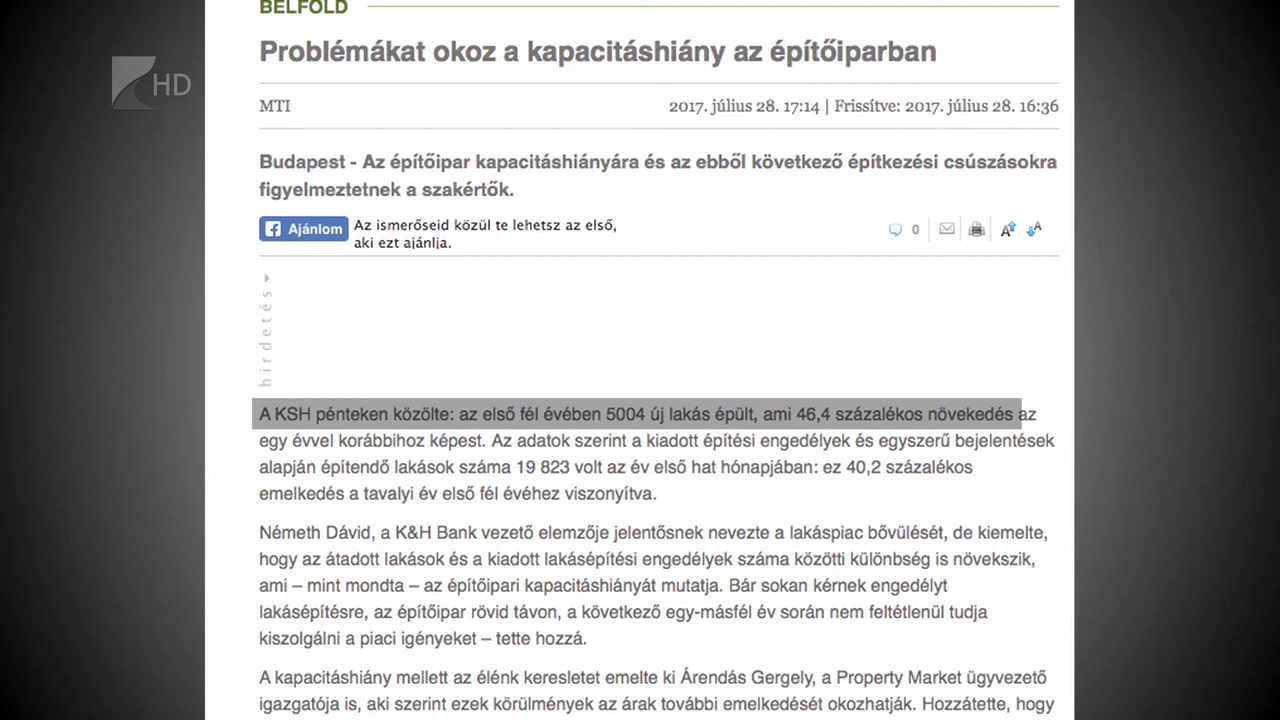 BELFÖLD
Problémákat okoz a kapacitáshiány az építőiparban
HD
MTI
2017. július 28. 17:14 | Frissítve: 2017. július 28. 16:36
Budapest - Az építőipar kapacitáshiányára és az ebből következő építkezési csúszásokra
figyelmeztetnek a szakértők.
Ajánlom
Az ismerőseid közül te lehetsz az első,
aki ezt ajánlja.
0
A
A
hirdetés
A KSH pénteken közölte: az első fél évében 5004 új lakás épült, ami 46,4 százalékos növekedés az
egy évvel korábbihoz képest. Az adatok szerint a kiadott építési engedélyek és egyszerű bejelentések
alapján építendő lakások száma 19 823 volt az év első hat hónapjában: ez 40,2 százalékos
emelkedés a tavalyi év első fél évéhez viszonyítva.
Németh Dávid, a K&H Bank vezető elemzője jelentősnek nevezte a lakáspiac bővülését, de kiemelte,
hogy az átadott lakások és a kiadott lakásépítési engedélyek száma közötti különbség is növekszik,
ami – mint mondta – az építőipari kapacitáshiányát mutatja. Bár sokan kérnek engedélyt
lakásépítésre, az építőipar rövid távon, a következő egy-másfél év során nem feltétlenül tudja
kiszolgálni a piaci igényeket – tette hozzá.
A kapacitáshiány mellett az élénk keresletet emelte ki Árendás Gergely, a Property Market ügyvezető
igazgatója is, aki szerint ezek körülmények az árak további emelkedését okozhatják. Hozzátette, hogy